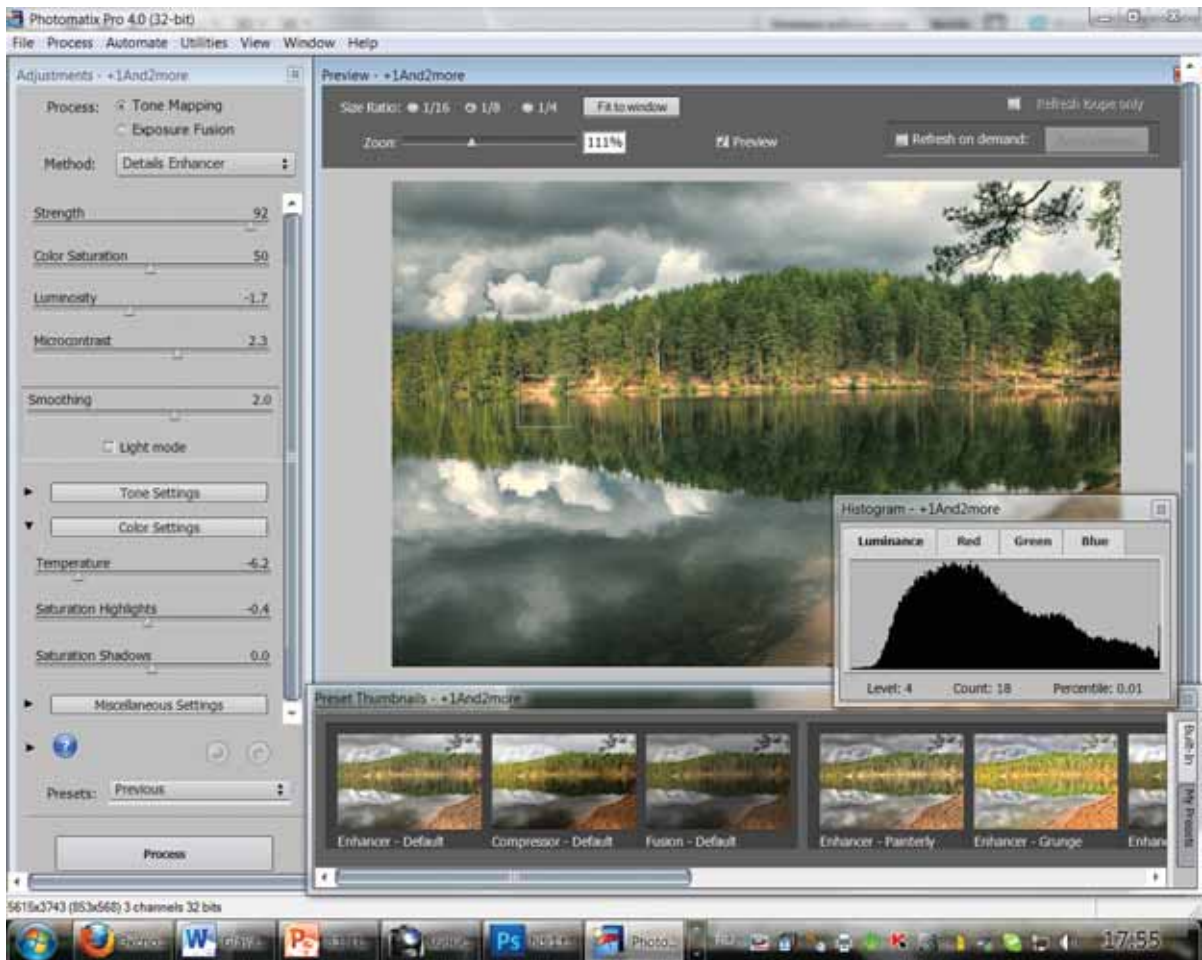 Photomatix Pro 4.0 (32-bit)
File Process Automate Utilities View Window Help
Adjustments - +1And2more
Process: Tone Mapping
Exposure Fusion
Method: Details Enhancer
Strength 92
Color Saturation 50
Luminosity -1.7
Microcontrast 2.3
Smoothing 2.0
Light mode
Tone Settings
Color Settings
Temperature -6.2
Saturation Highlights -0.4
Saturation Shadows 0.0
Miscellaneous Settings
?
Presets: Previous
Process
Preview - +1And2more
Size Ratio: 1/16 1/8 1/4 Fit to window
Refresh loupe only
Zoom 111% Preview
Refresh on demand:
Histogram - +1And2more
Luminance Red Green Blue
Level: 4 Count: 18 Percentile: 0.01
Preset Thumbnails - +1And2more
Enhancer - Default Compressor - Default Fusion - Default Enhancer - Painterly Enhancer - Grunge
Built-In
My Presets
5615x3743 (853x568) 3 channels 32 bits
Ps Photo... 17:55